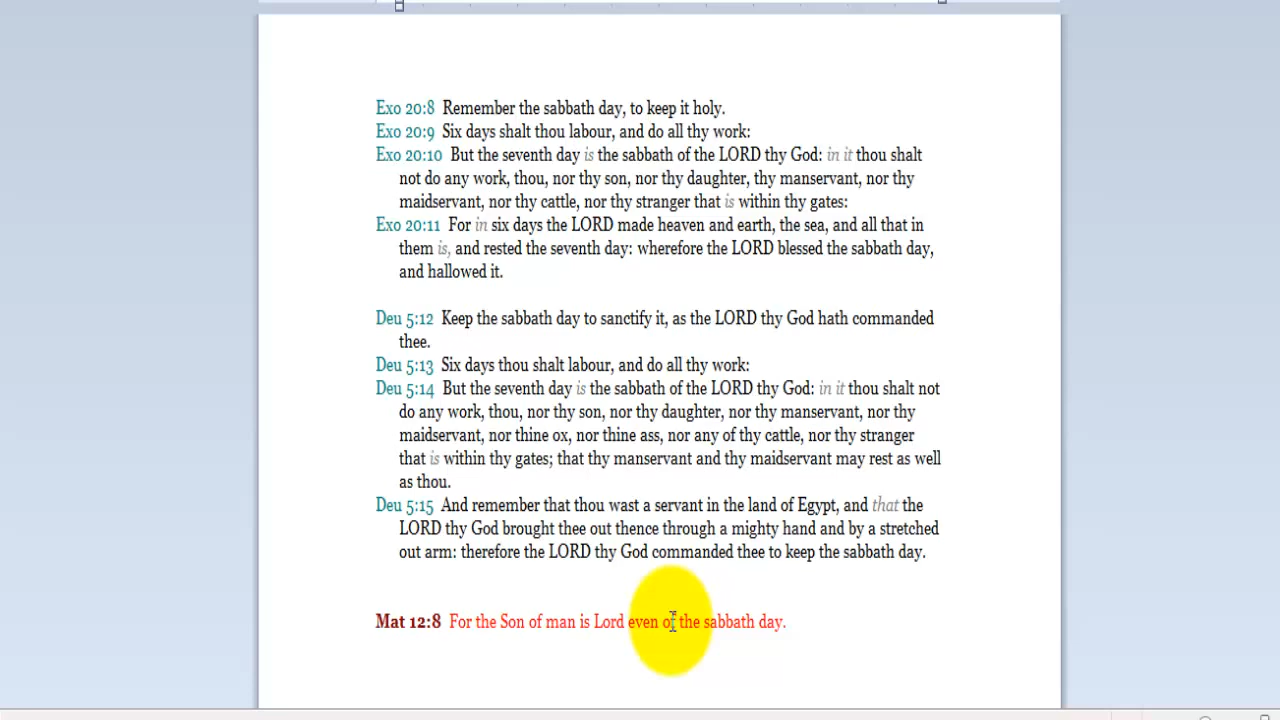 Exo 20:8 Remember the sabbath day, to keep it holy.
Exo 20:9 Six days shalt thou labour, and do all thy work:
Exo 20:10 But the seventh day is the sabbath of the LORD thy God: in it thou shalt
not do any work, thou, nor thy son, nor thy daughter, thy manservant, nor thy
maidservant, nor thy cattle, nor thy stranger that is within thy gates:
Exo 20:11 For in six days the LORD made heaven and earth, the sea, and all that in
them is, and rested the seventh day: wherefore the LORD blessed the sabbath day,
and hallowed it.
Deu 5:12 Keep the sabbath day to sanctify it, as the LORD thy God hath commanded
thee.
Deu 5:13 Six days thou shalt labour, and do all thy work:
Deu 5:14 But the seventh day is the sabbath of the LORD thy God: in it thou shalt not
do any work, thou, nor thy son, nor thy daughter, nor thy manservant, nor thy
maidservant, nor thine ox, nor thine ass, nor any of thy cattle, nor thy stranger
that is within thy gates; that thy manservant and thy maidservant may rest as well
as thou.
Deu 5:15 And remember that thou wast a servant in the land of Egypt, and that the
LORD thy God brought thee out thence through a mighty hand and by a stretched
out arm: therefore the LORD thy God commanded thee to keep the sabbath day.
Mat 12:8 For the Son of man is Lord even of the sabbath day.